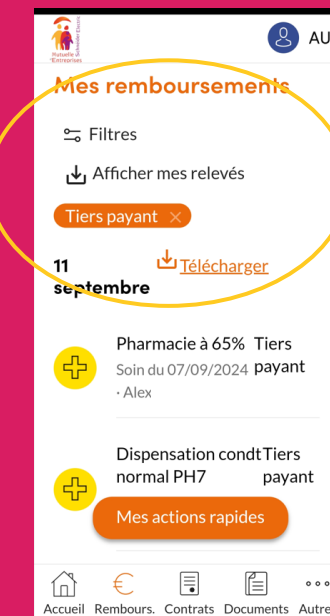 Mutuelle
Entreprises
Schneider Electric
AU
Mes remboursements
Filtres
Afficher mes relevés
Tiers payant ×
11 septembre
Télécharger
Pharmacie à 65% Tiers payant
Soin du 07/09/2024
· Alex
Dispensation condt normal PH7
Tiers payant
Mes actions rapides
Accueil Rembours. Contrats Documents Autre